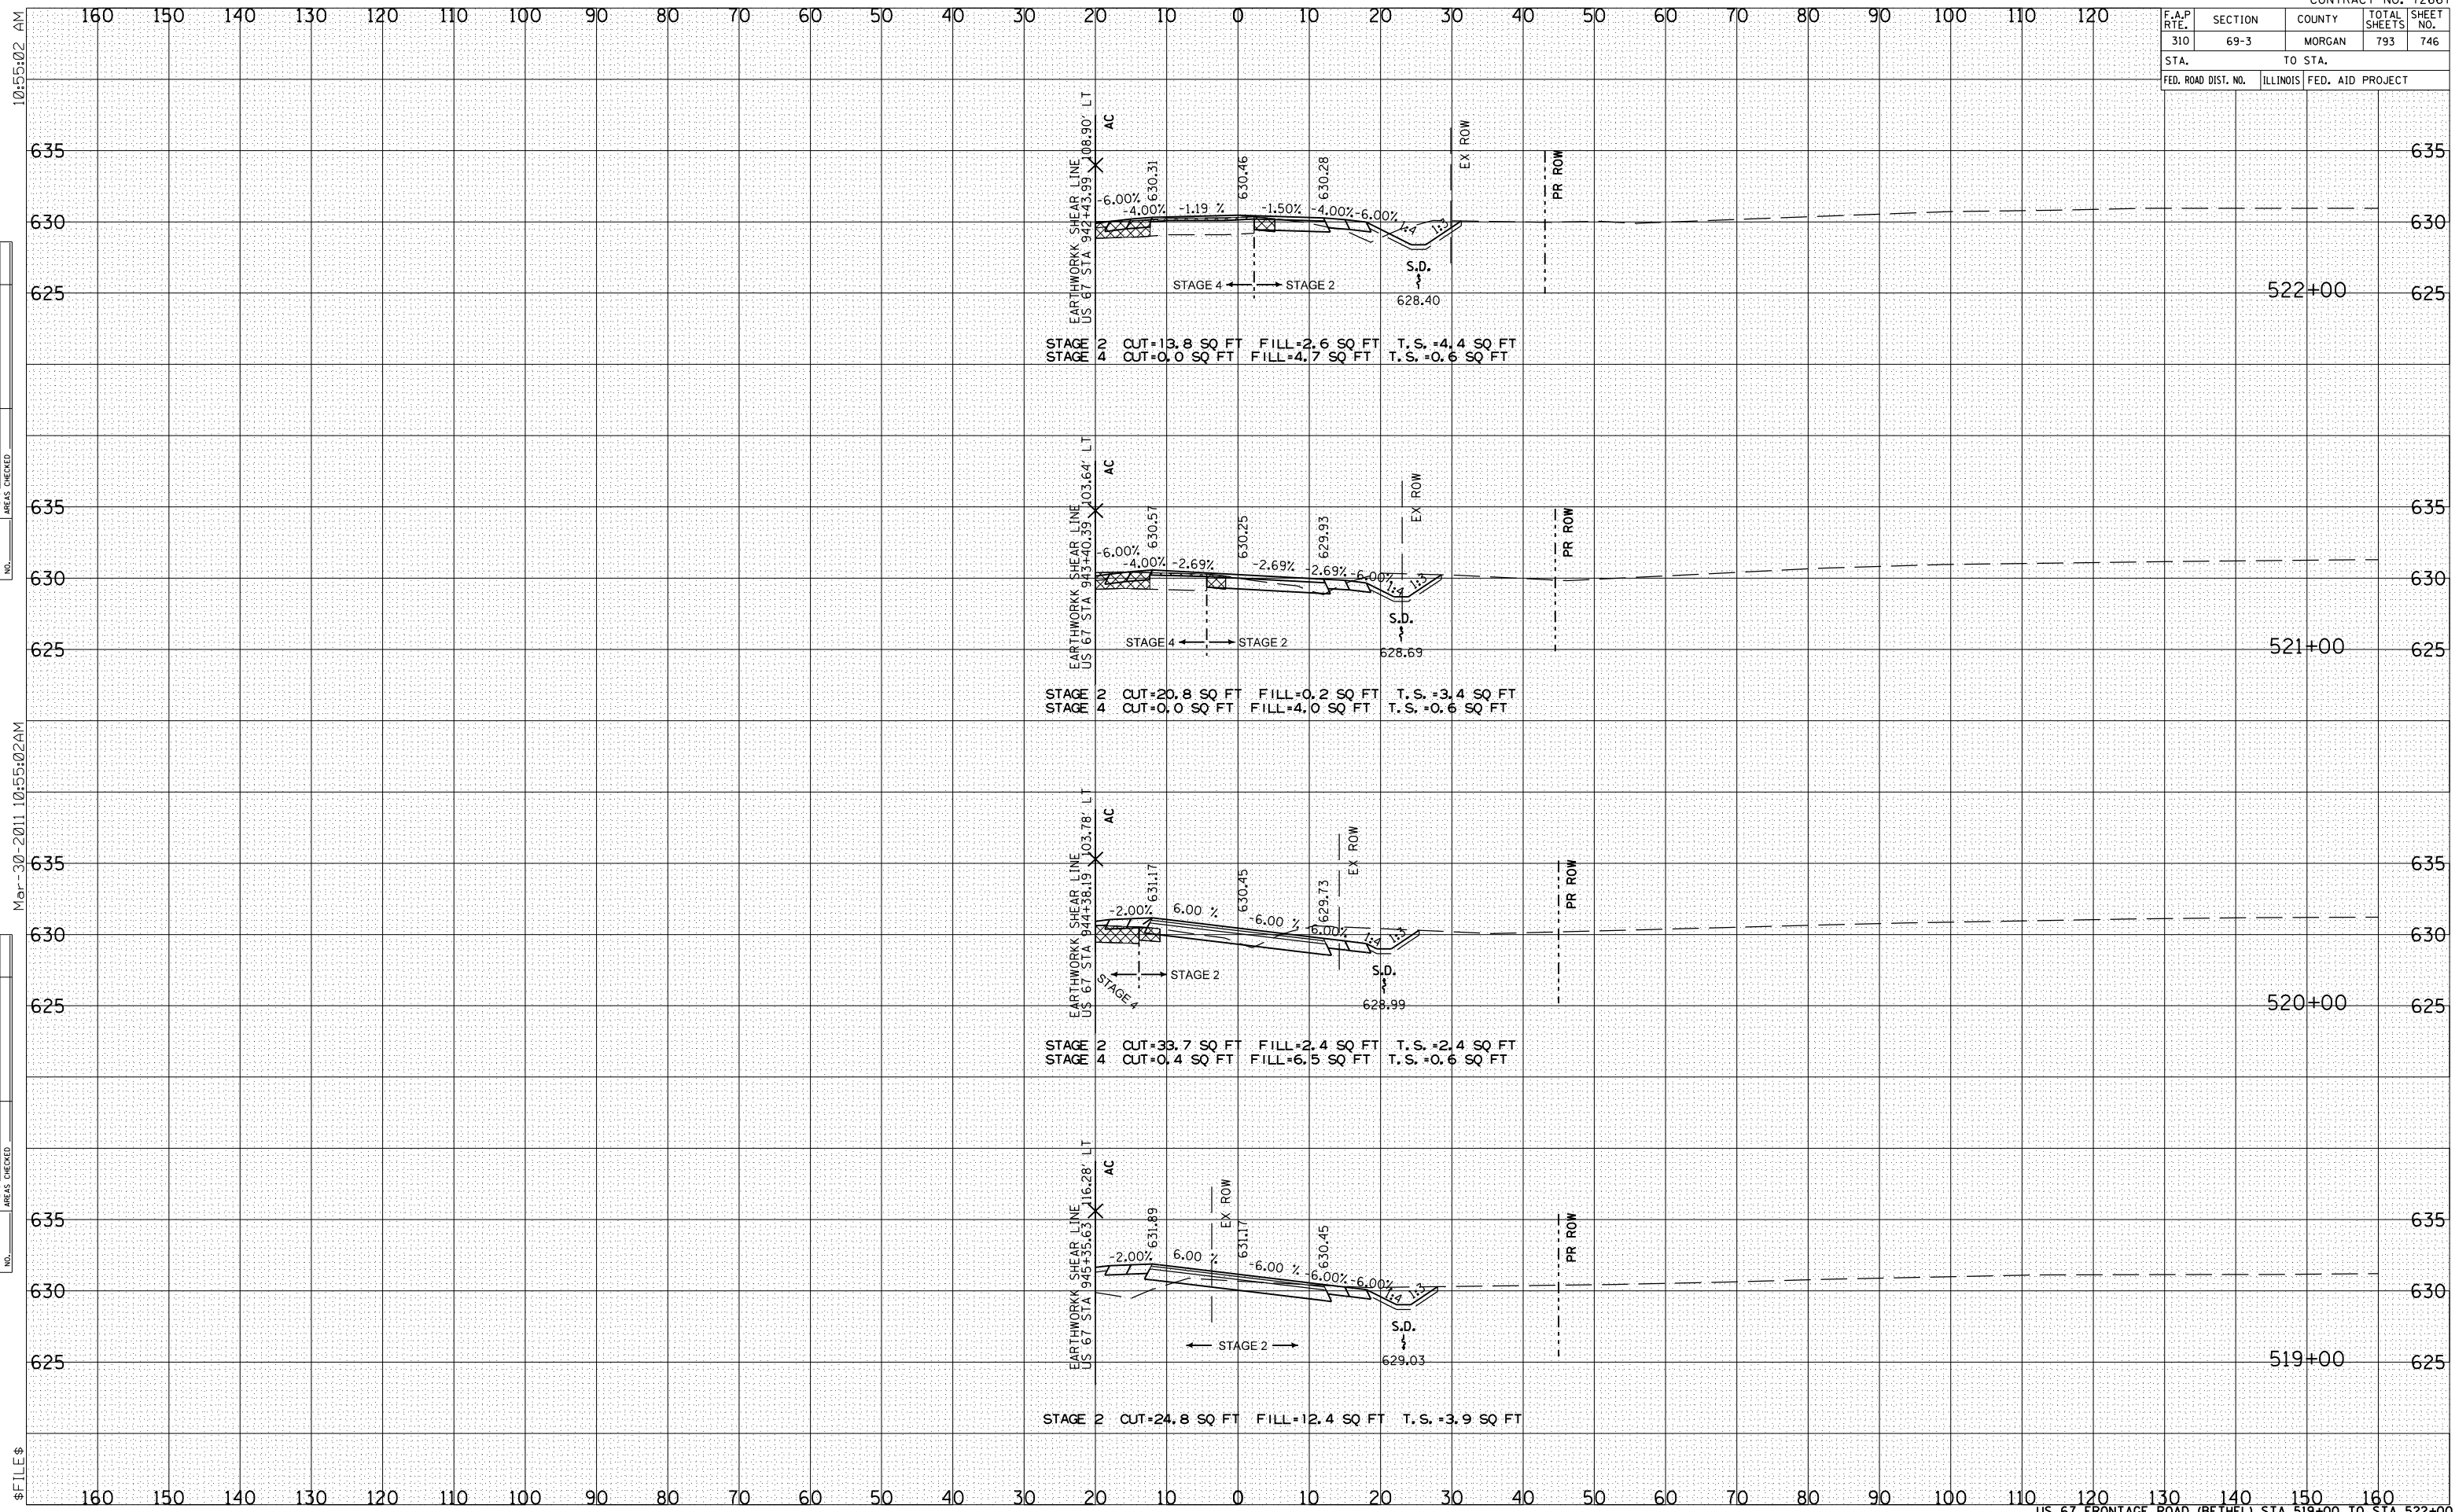 160 150 140 130 120 110 100 90 80 70 60 50 40 30 20 10 0 10 20 30 40 50 60 70 80 90 100 110 120
F.A.P RTE. SECTION COUNTY TOTAL SHEETS SHEET NO.
310 69-3 MORGAN 793 746
STA. TO STA.
FED. ROAD DIST. NO. ILLINOIS FED. AID PROJECT
10:55:02 AM
EARTHWORKK SHEAR LINE
US 67 STA 942+43.99 108.90' LT
AC
EX ROW
PR ROW
635 635
630.31 630.46 630.28
-6.00%
-4.00% -1.19 % -1.50% -4.00% -6.00%
630 630
1:4 1:3
S.D.
STAGE 4 STAGE 2
628.40
625 522+00 625
STAGE 2 CUT=13.8 SQ FT FILL=2.6 SQ FT T.S.=4.4 SQ FT
STAGE 4 CUT=0.0 SQ FT FILL=4.7 SQ FT T.S.=0.6 SQ FT
NO. AREAS CHECKED
EARTHWORKK SHEAR LINE
US 67 STA 943+40.39 103.64' LT
AC
EX ROW
PR ROW
635 635
630.57 630.25 629.93
-6.00%
-4.00% -2.69% -2.69% -2.69% -6.00%
630 630
1:4 1:3
S.D.
STAGE 4 STAGE 2
628.69
625 521+00 625
STAGE 2 CUT=20.8 SQ FT FILL=0.2 SQ FT T.S.=3.4 SQ FT
STAGE 4 CUT=0.0 SQ FT FILL=4.0 SQ FT T.S.=0.6 SQ FT
Mar-30-2011 10:55:02AM
EARTHWORKK SHEAR LINE
US 67 STA 944+38.19 103.78' LT
AC
EX ROW
PR ROW
635 635
631.17 630.45 629.73
-2.00% 6.00 % -6.00 % -6.00%
630 630
1:4 1:3
S.D.
STAGE 4 STAGE 2
628.99
625 520+00 625
STAGE 2 CUT=33.7 SQ FT FILL=2.4 SQ FT T.S.=2.4 SQ FT
STAGE 4 CUT=0.4 SQ FT FILL=6.5 SQ FT T.S.=0.6 SQ FT
NO. AREAS CHECKED
EARTHWORKK SHEAR LINE
US 67 STA 945+35.63 116.28' LT
AC
EX ROW
PR ROW
635 635
631.89 631.17 630.45
-2.00% 6.00 % -6.00 % -6.00% -6.00%
630 630
1:4 1:3
S.D.
STAGE 2
629.03
625 519+00 625
STAGE 2 CUT=24.8 SQ FT FILL=12.4 SQ FT T.S.=3.9 SQ FT
$FILE$
160 150 140 130 120 110 100 90 80 70 60 50 40 30 20 10 0 10 20 30 40 50 60 70 80 90 100 110 120 130 140 150 160
US 67 FRONTAGE ROAD (BETHEL) STA 519+00 TO STA 522+00